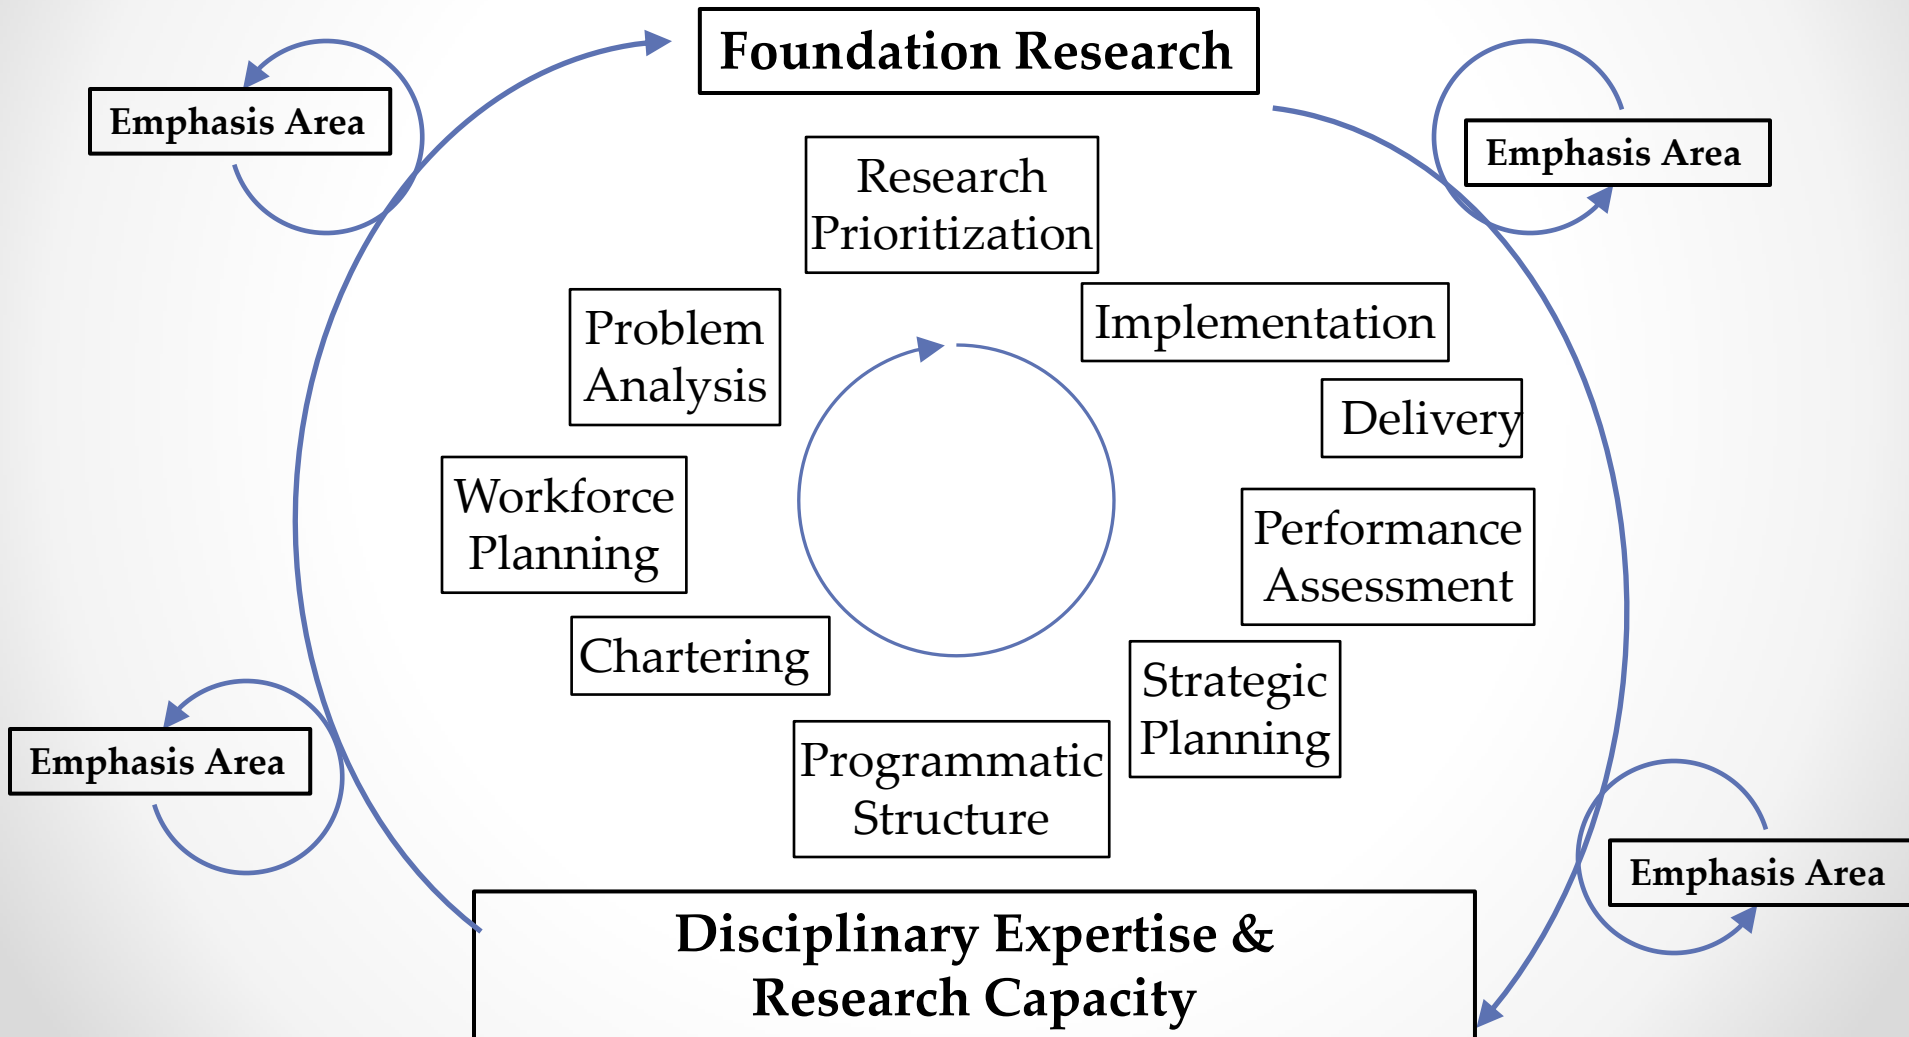 Foundation Research
Emphasis Area
Emphasis Area
Research
Prioritization
Implementation
Problem
Analysis
Delivery
Workforce
Planning
Performance
Assessment
Chartering
Strategic
Planning
Programmatic
Structure
Emphasis Area
Emphasis Area
Disciplinary Expertise &
Research Capacity